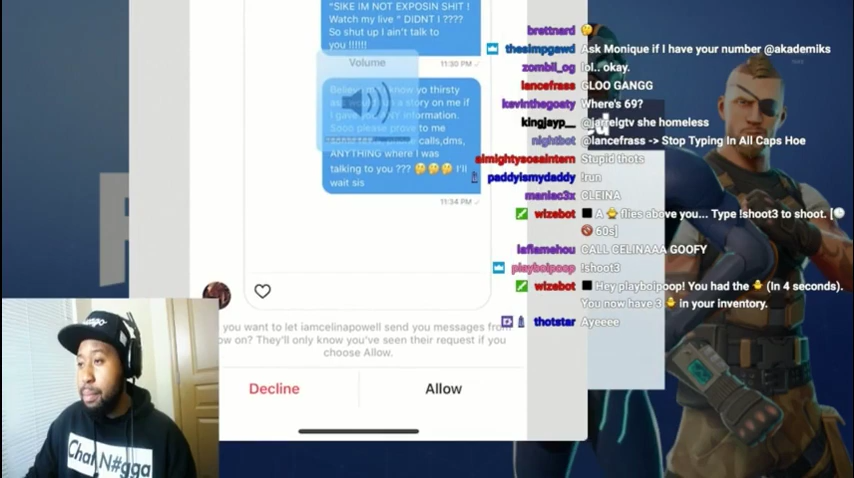 "SIKE IM NOT EXPOSIN SHIT !
Watch my live " DIDNT I ????
So shut up I ain't talk to
you !!!!!!
11:30 PM
Volume
know yo thirsty
a story on me if
I gave INFORMATION.
Sooo please prove to me
calls,dms,
ANYTHING where I was
talking to you ??? 🤔🤔🤔 I'll
wait sis
11:34 PM
you want to let iamcelinapowell send you messages from
ow on? They'll only know you've seen their request if you
choose Allow.
Decline
Allow
brettnard 🤔
thesimpgawd Ask Monique if I have your number @akademiks
zombii_og lol.. okay.
lancefrass GLOO GANGG
kevinthegoaty Where's 69?
kingjayp__ @jarrelgtv she homeless
nightbot @lancefrass -> Stop Typing In All Caps Hoe
almightysosaintern Stupid thots
paddyismydaddy !run
maniac3x CLEINA
wizebot A 🐥 flies above you... Type !shoot3 to shoot. [
60s]
laflamehou CALL CELINAAA GOOFY
playboipoop !shoot3
wizebot Hey playboipoop! You had the 🐥 (in 4 seconds).
You now have 3 🐥 in your inventory.
thotstar Ayeeee
Chat N#gga